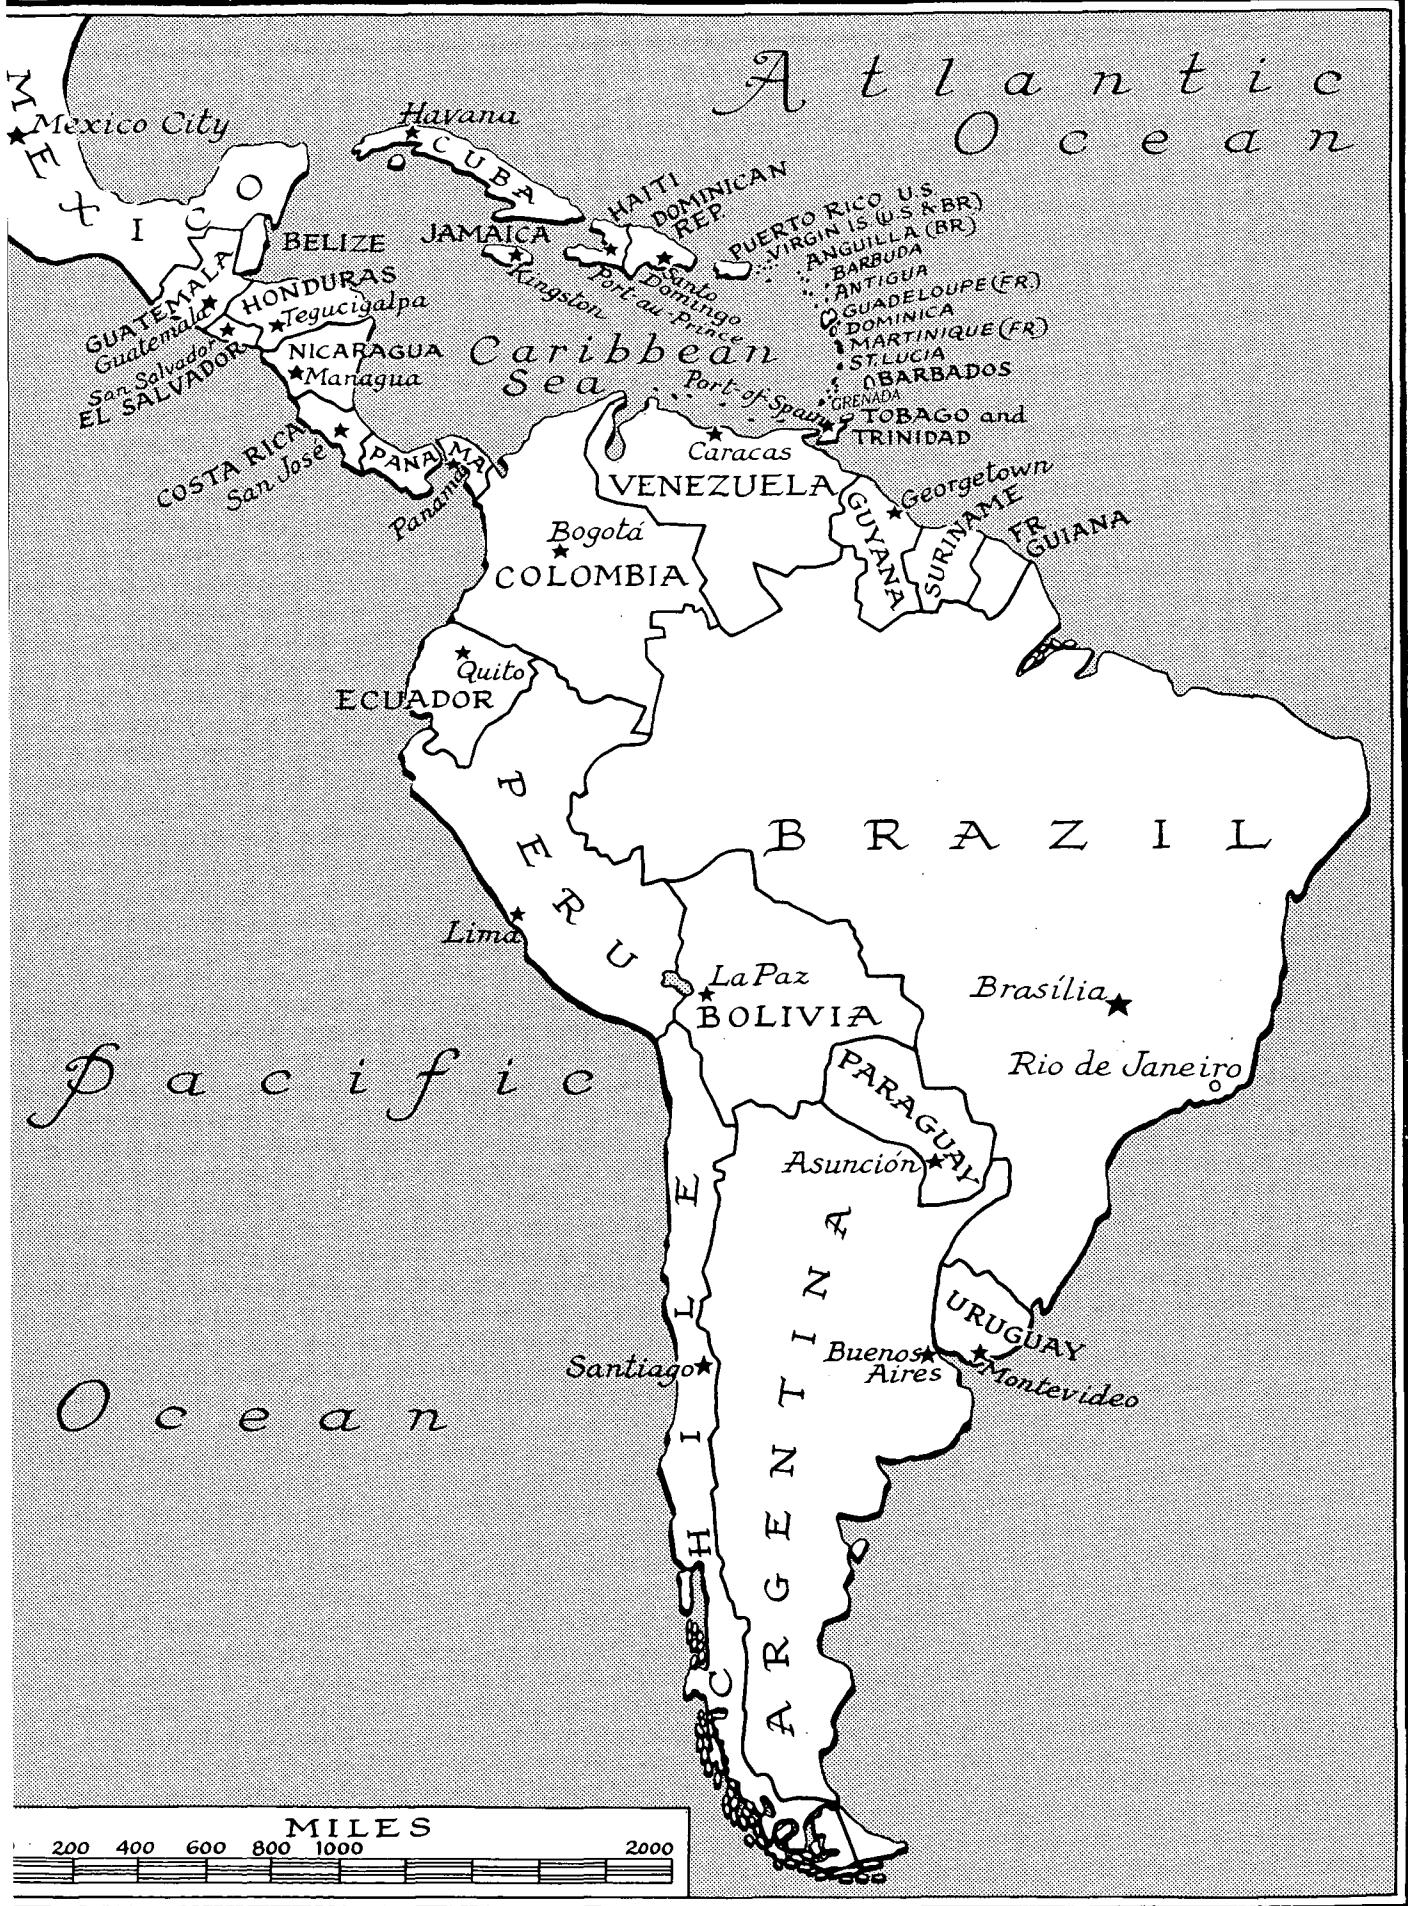 Atlantic
Ocean
MEXICO
Mexico City
Havana
CUBA
HAITI
DOMINICAN
REP.
JAMAICA
Kingston
Port-au-Prince
Santo
Domingo
PUERTO RICO U.S.
VIRGIN IS. (U S & BR)
ANGUILLA (BR)
BARBUDA
ANTIGUA
GUADELOUPE (FR.)
DOMINICA
MARTINIQUE (FR)
ST. LUCIA
BARBADOS
GRENADA
TOBAGO and
TRINIDAD
Port-of-Spain
BELIZE
GUATEMALA
Guatemala
HONDURAS
Tegucigalpa
San Salvador
EL SALVADOR
NICARAGUA
Managua
Caribbean
Sea
COSTA RICA
San José
PANAMA
Panama
Caracas
VENEZUELA
Georgetown
GUYANA
SURINAME
FR
GUIANA
Bogotá
COLOMBIA
Quito
ECUADOR
PERU
Lima
BRAZIL
Brasília
Rio de Janeiro
La Paz
BOLIVIA
PARAGUAY
Asunción
Pacific
Ocean
CHILE
Santiago
ARGENTINA
Buenos
Aires
URUGUAY
Montevideo
MILES
200 400 600 800 1000 2000